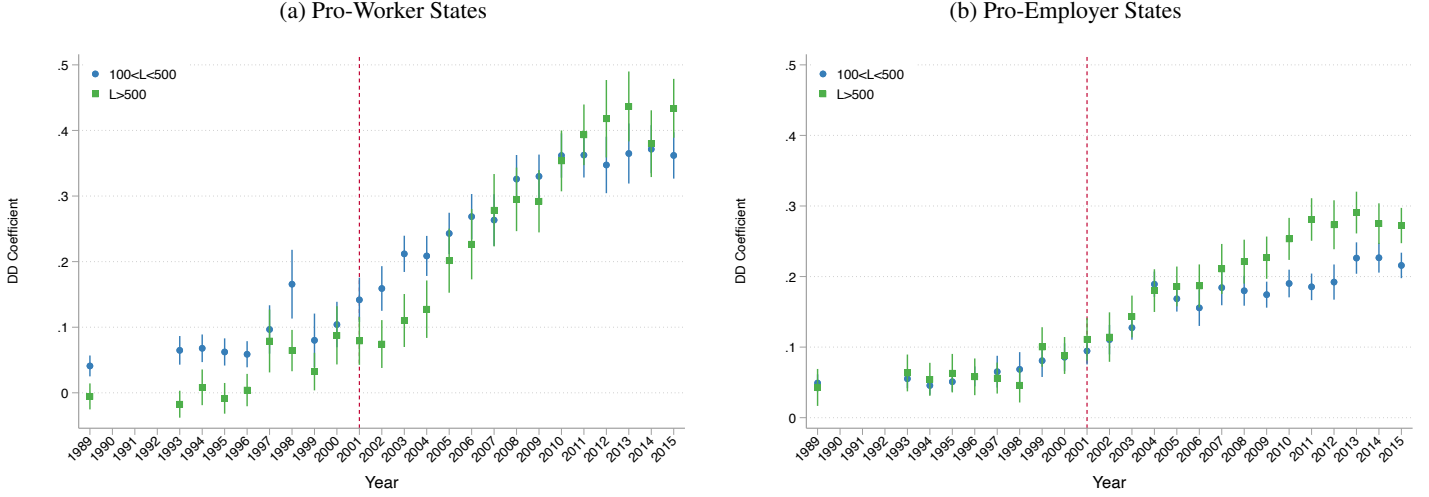 (a) Pro-Worker States
100<L<500
L>500
.5
.4
.3
.2
.1
0
DD Coefficient
1989 1990 1991 1992 1993 1994 1995 1996 1997 1998 1999 2000 2001 2002 2003 2004 2005 2006 2007 2008 2009 2010 2011 2012 2013 2014 2015
Year
(b) Pro-Employer States
100<L<500
L>500
.5
.4
.3
.2
.1
0
DD Coefficient
1989 1990 1991 1992 1993 1994 1995 1996 1997 1998 1999 2000 2001 2002 2003 2004 2005 2006 2007 2008 2009 2010 2011 2012 2013 2014 2015
Year